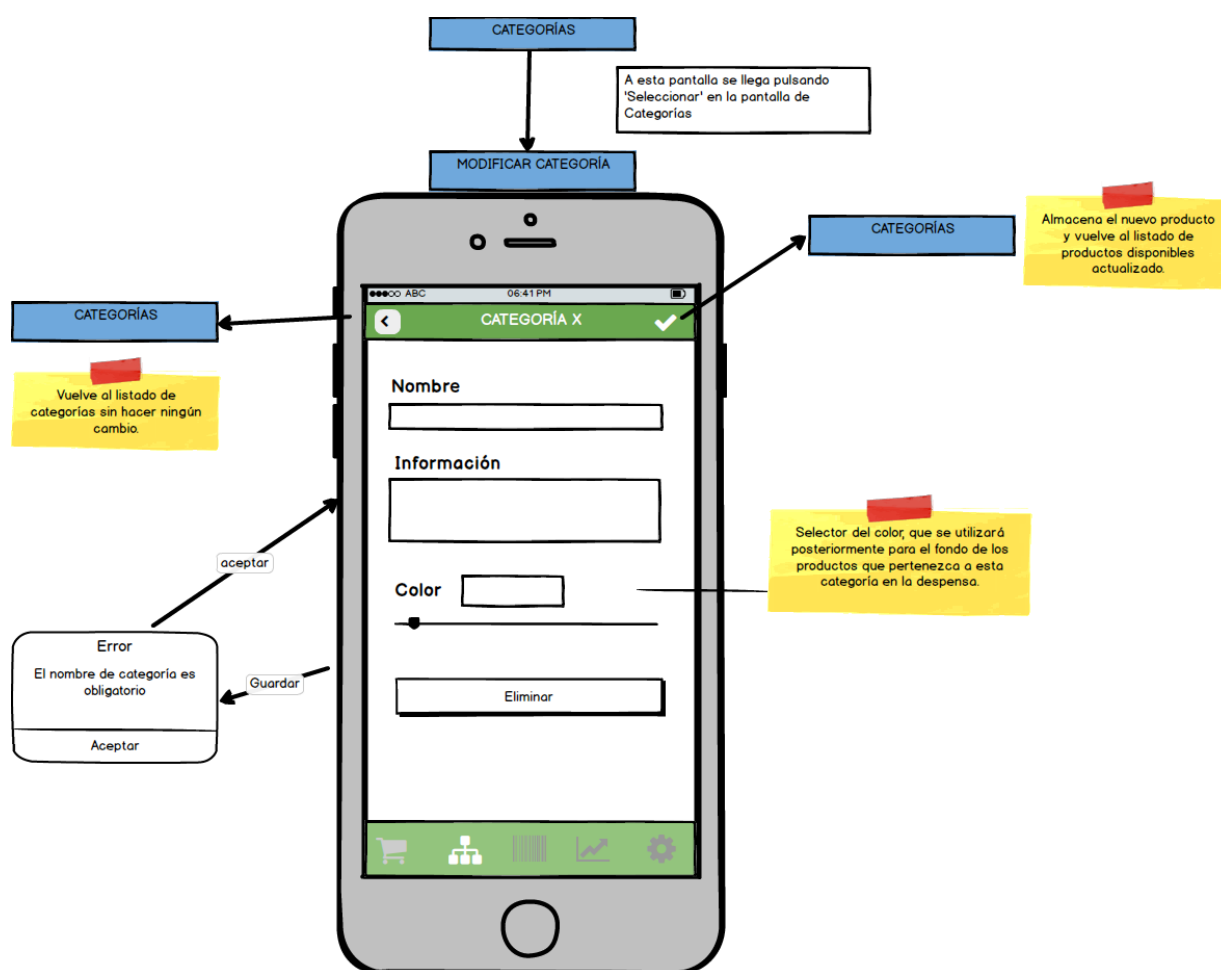 CATEGORÍAS
A esta pantalla se llega pulsando
'Seleccionar' en la pantalla de
Categorías
MODIFICAR CATEGORÍA
CATEGORÍAS
Almacena el nuevo producto
y vuelve al listado de
productos disponibles
actualizado.
ABC
06:41 PM
CATEGORÍAS
CATEGORÍA X
Vuelve al listado de
categorías sin hacer ningún
cambio.
Nombre
Información
Selector del color, que se utilizará
posteriormente para el fondo de los
productos que pertenezca a esta
categoría en la despensa.
aceptar
Color
Error
El nombre de categoría es
obligatorio
Aceptar
Guardar
Eliminar